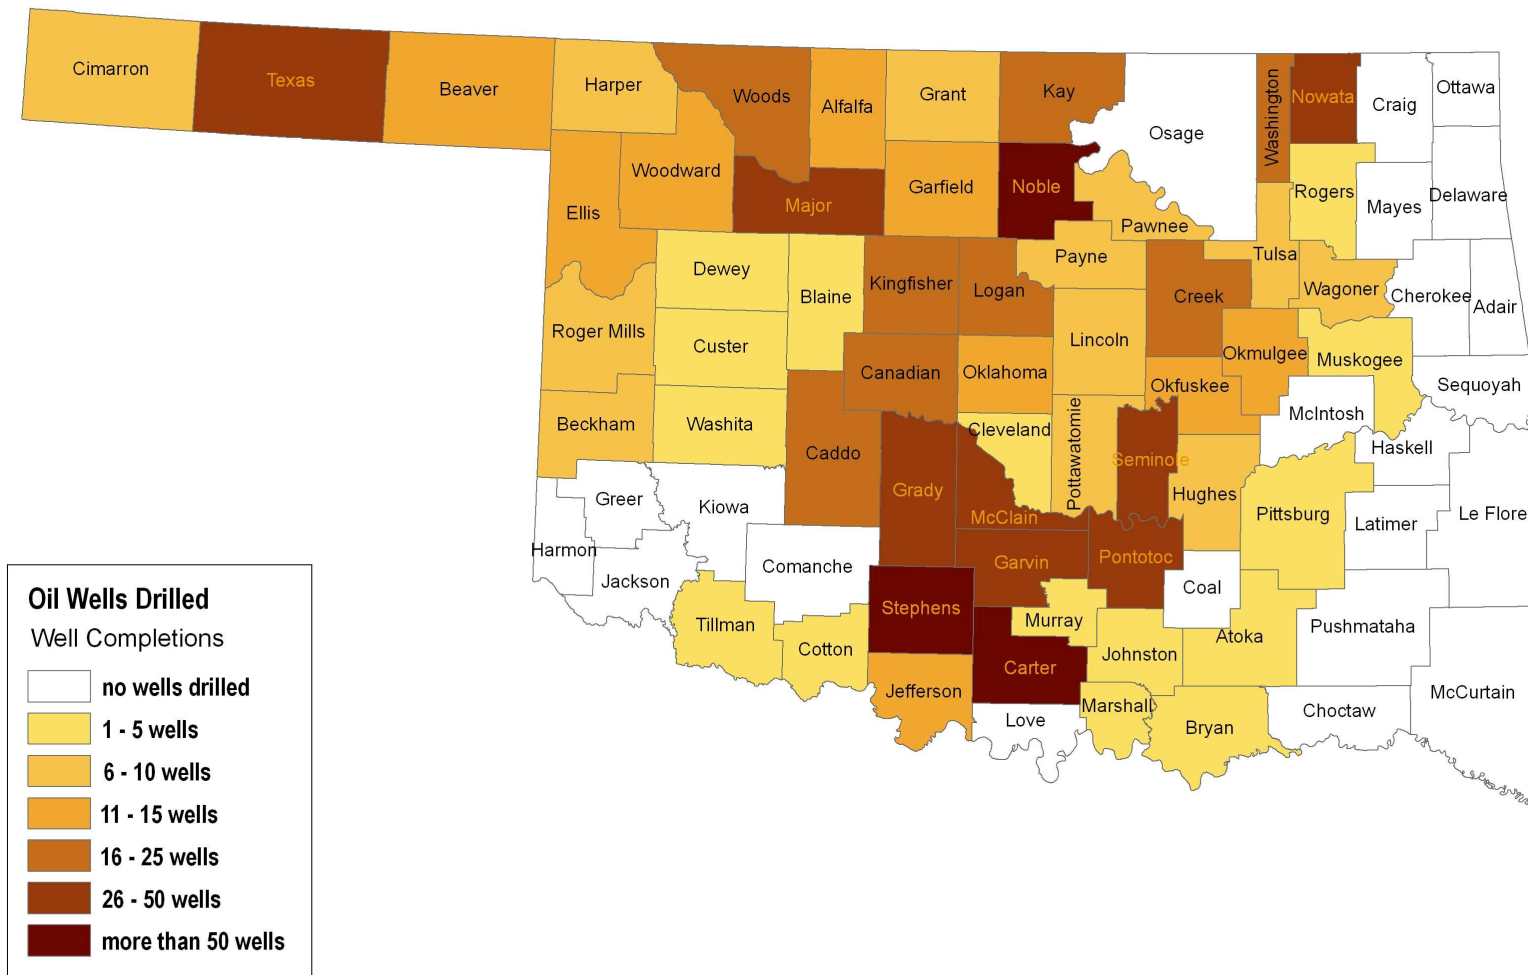 Cimarron
Texas
Beaver
Harper
Woods
Alfalfa
Grant
Kay
Osage
Washington
Nowata
Craig
Ottawa
Woodward
Ellis
Major
Garfield
Noble
Pawnee
Rogers
Mayes
Delaware
Dewey
Blaine
Kingfisher
Logan
Payne
Creek
Tulsa
Wagoner
Cherokee
Adair
Roger Mills
Custer
Canadian
Oklahoma
Lincoln
Okmulgee
Muskogee
Sequoyah
Okfuskee
Beckham
Washita
Caddo
Grady
Cleveland
Pottawatomie
Seminole
McIntosh
Haskell
Hughes
Greer
Kiowa
McClain
Pittsburg
Latimer
Le Flore
Harmon
Jackson
Comanche
Garvin
Pontotoc
Coal
Stephens
Murray
Tillman
Cotton
Carter
Johnston
Atoka
Pushmataha
Jefferson
Love
Marshall
Bryan
Choctaw
McCurtain
Oil Wells Drilled
Well Completions
no wells drilled
1 - 5 wells
6 - 10 wells
11 - 15 wells
16 - 25 wells
26 - 50 wells
more than 50 wells